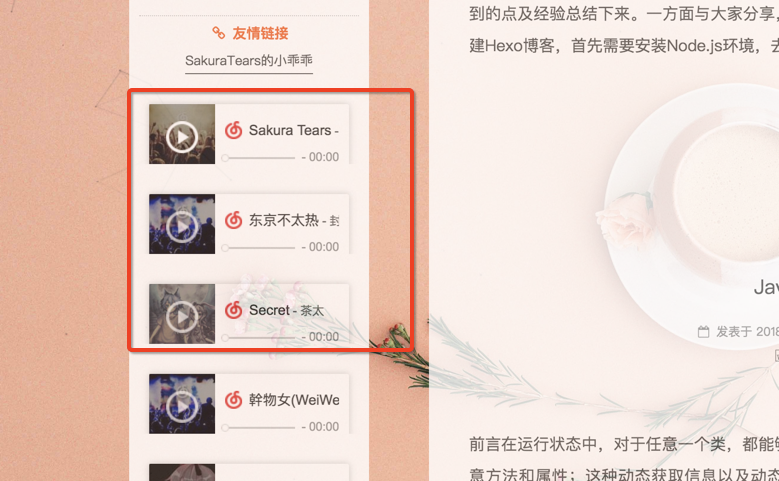 友情链接
SakuraTears的小乖乖
Sakura Tears -
- 00:00
东京不太热 - 封
- 00:00
Secret - 茶太
- 00:00
幹物女(WeiWe
- 00:00
到的点及经验总结下来。一方面与大家分享,
建Hexo博客，首先需要安装Node.js环境，去
Jav
发表于 2018
前言在运行状态中，对于任意一个类，都能够
意方法和属性；这种动态获取信息以及动态